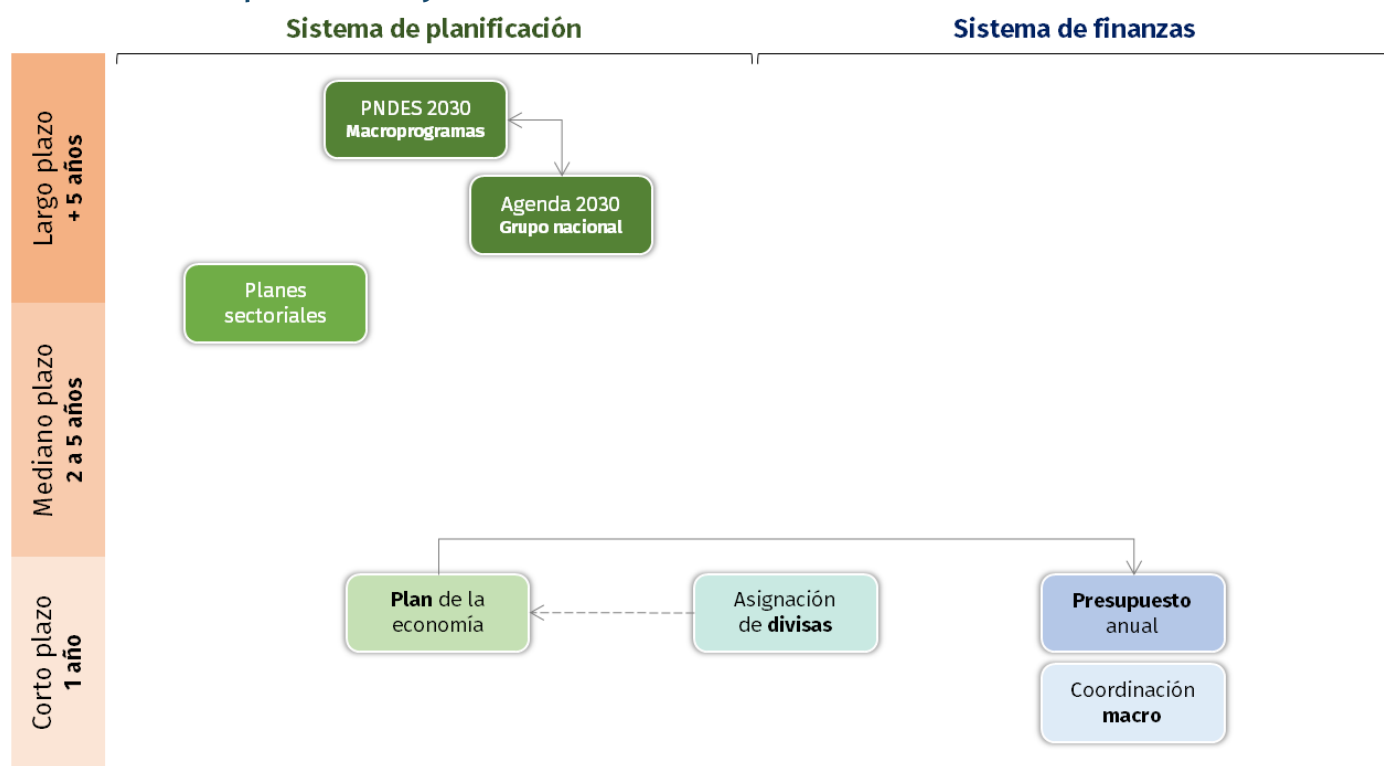 Sistema de planificación
Sistema de finanzas
Largo plazo
+ 5 años
PNDES 2030
Macroprogramas
Agenda 2030
Grupo nacional
Planes
sectoriales
Mediano plazo
2 a 5 años
Corto plazo
1 año
Plan de la
economía
Asignación
de divisas
Presupuesto
anual
Coordinación
macro